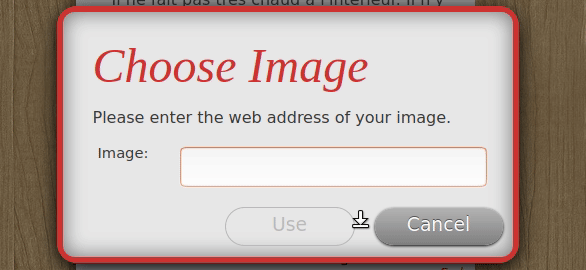 il ne fait pas très chaud à l'intérieur. Il n'y
Choose Image
Please enter the web address of your image.
Image:
Use
Cancel